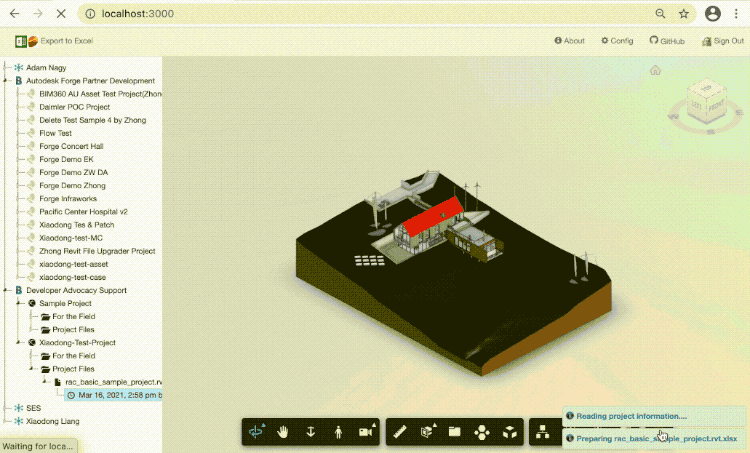 localhost:3000
Export to Excel
About
Config
GitHub
Sign Out
Adam Nagy
Autodesk Forge Partner Development
BIM360 AU Asset Test Project(Zhon
Daimler POC Project
Delete Test Sample 4 by Zhong
Flow Test
Forge Concert Hall
Forge Demo EK
Forge Demo ZW DA
Forge Demo Zhong
Forge Infraworks
Pacific Center Hospital v2
Xiaodong Tes & Patch
Xiaodong-test-MC
Zhong Revit File Upgrader Project
xiaodong-test-asset
xiaodong-test-case
Developer Advocacy Support
Sample Project
For the Field
Project Files
Xiaodong-Test-Project
For the Field
Project Files
rac_basic_sample_project.rv
Mar 16, 2021, 2:58 pm b
SES
Xiaodong Liang
Waiting for loca...
FRONT
Reading project information....
Preparing rac_basic_sample_project.rvt.xlsx